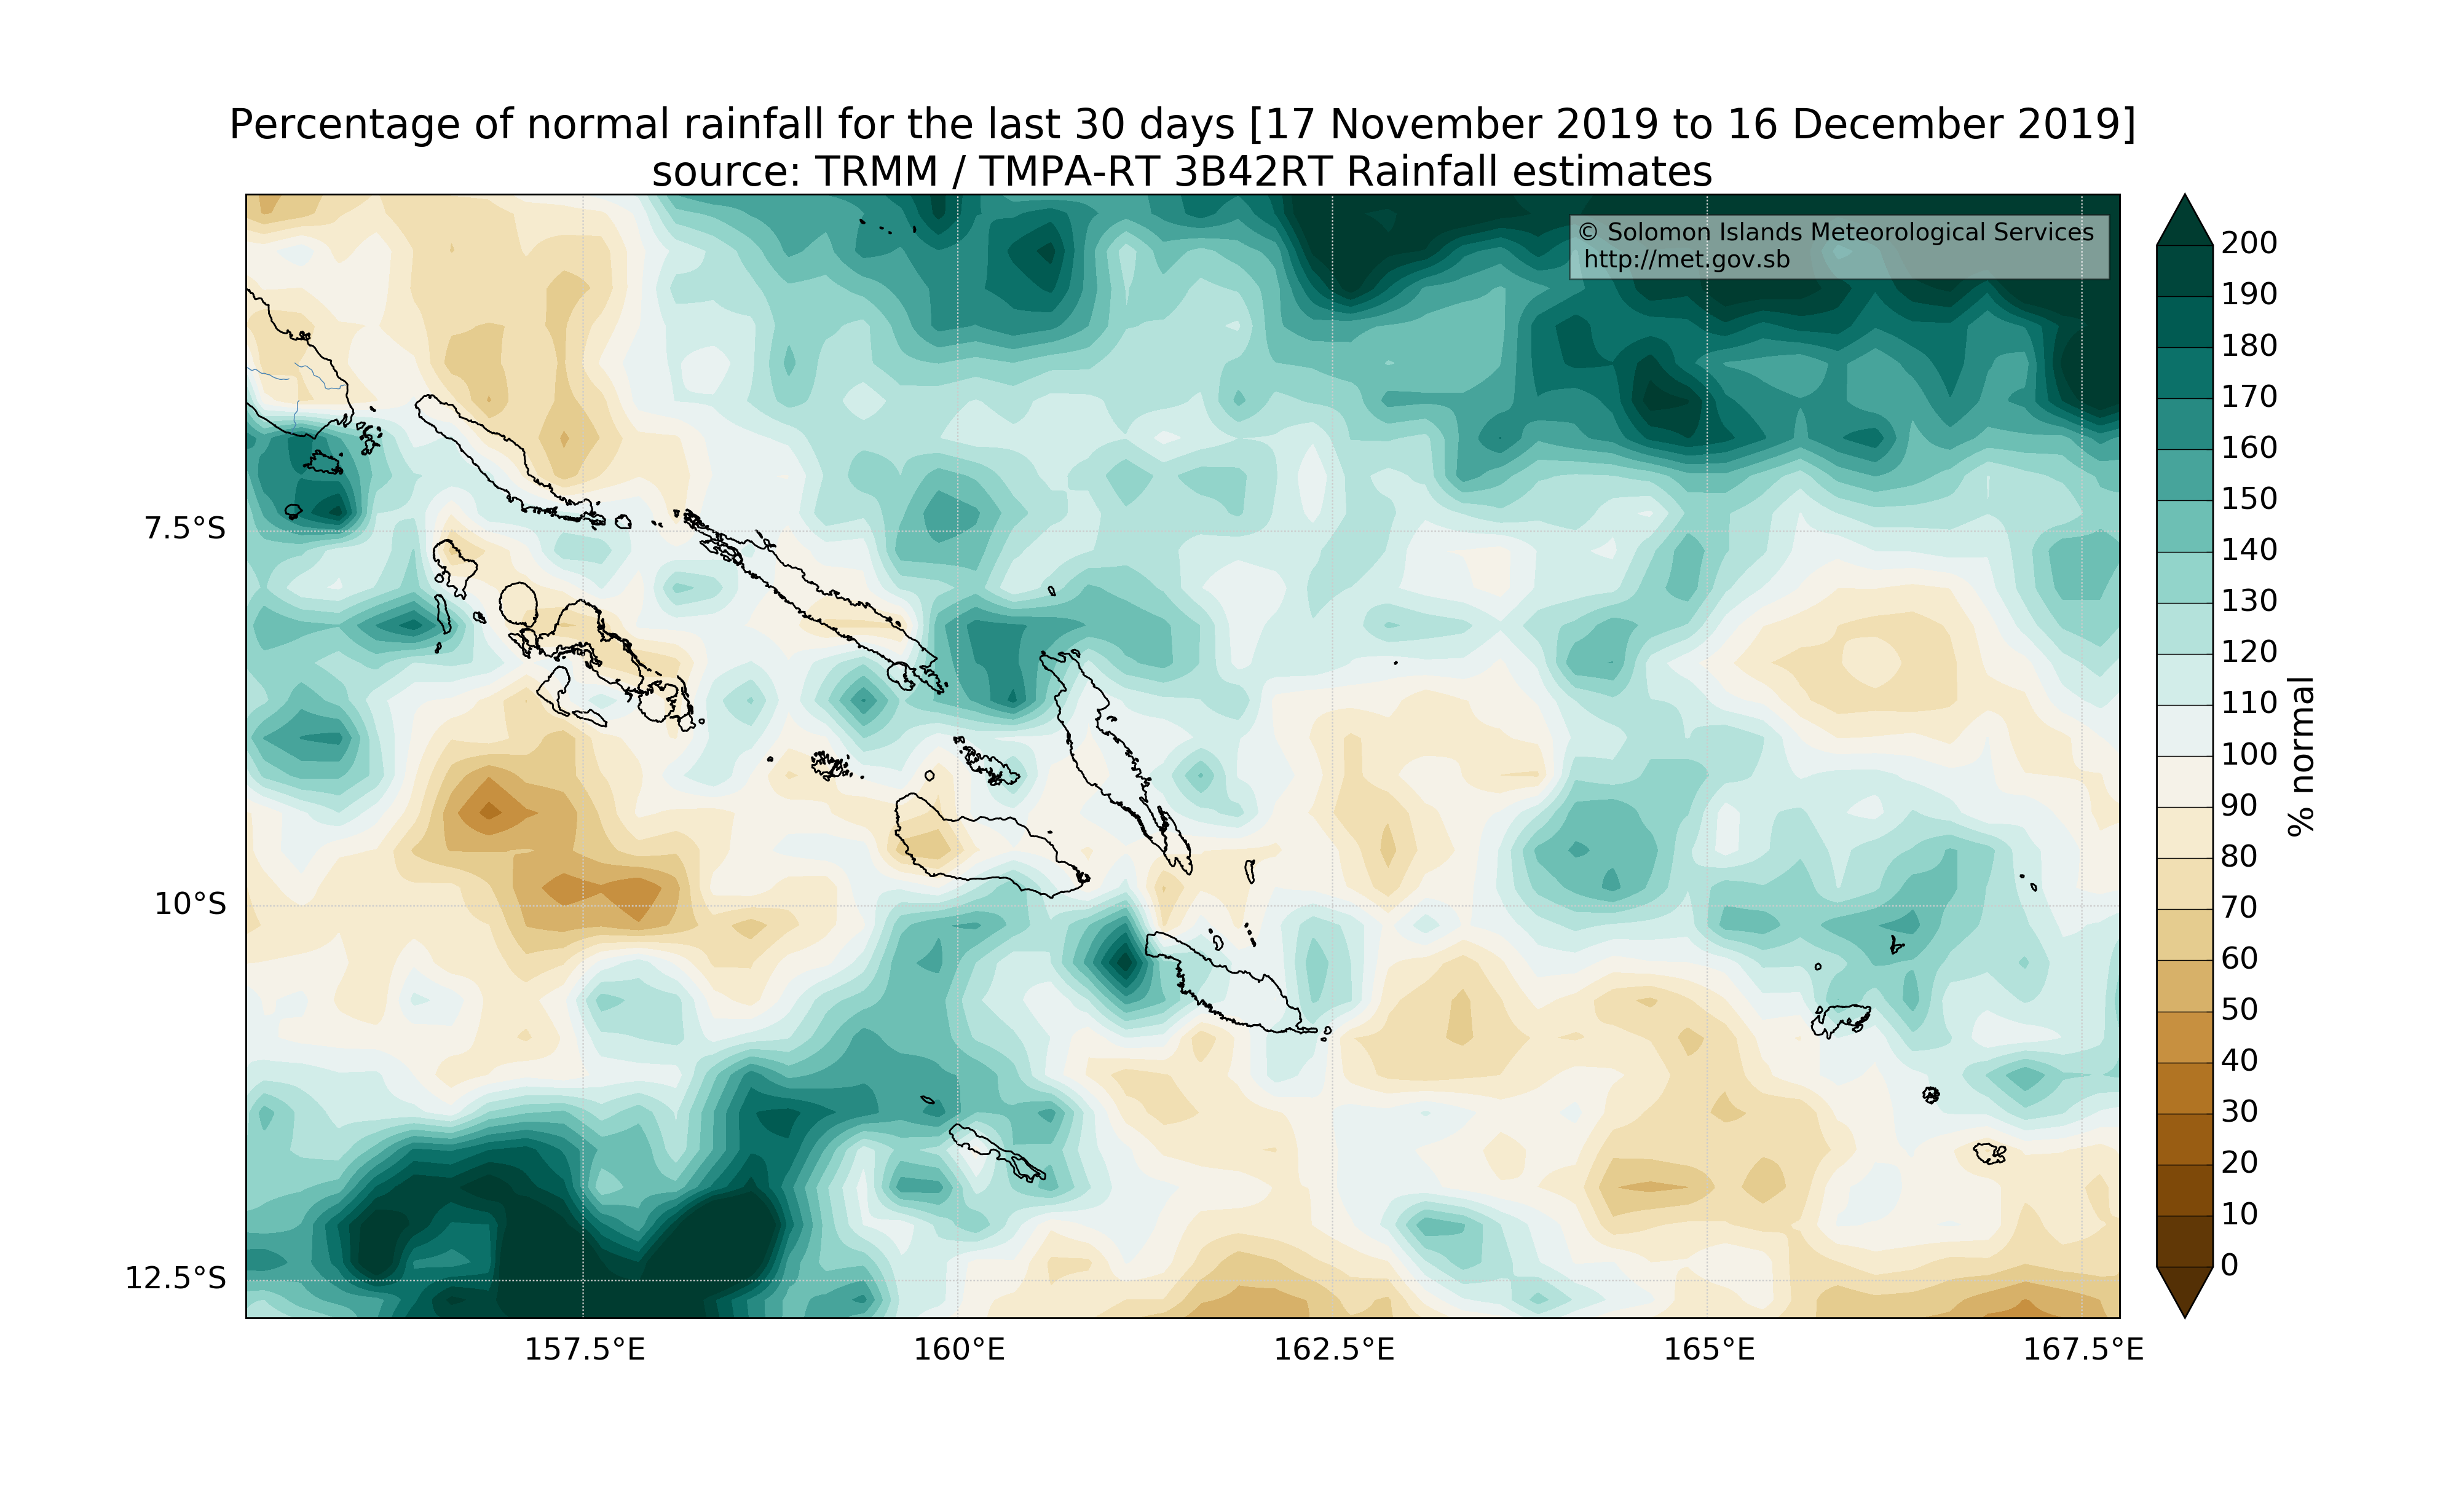 Percentage of normal rainfall for the last 30 days [17 November 2019 to 16 December 2019]
source: TRMM / TMPA-RT 3B42RT Rainfall estimates
© Solomon Islands Meteorological Services
http://met.gov.sb
7.5°S
10°S
12.5°S
157.5°E
160°E
162.5°E
165°E
167.5°E
200
190
180
170
160
150
140
130
120
110
100
90
80
70
60
50
40
30
20
10
0
% normal